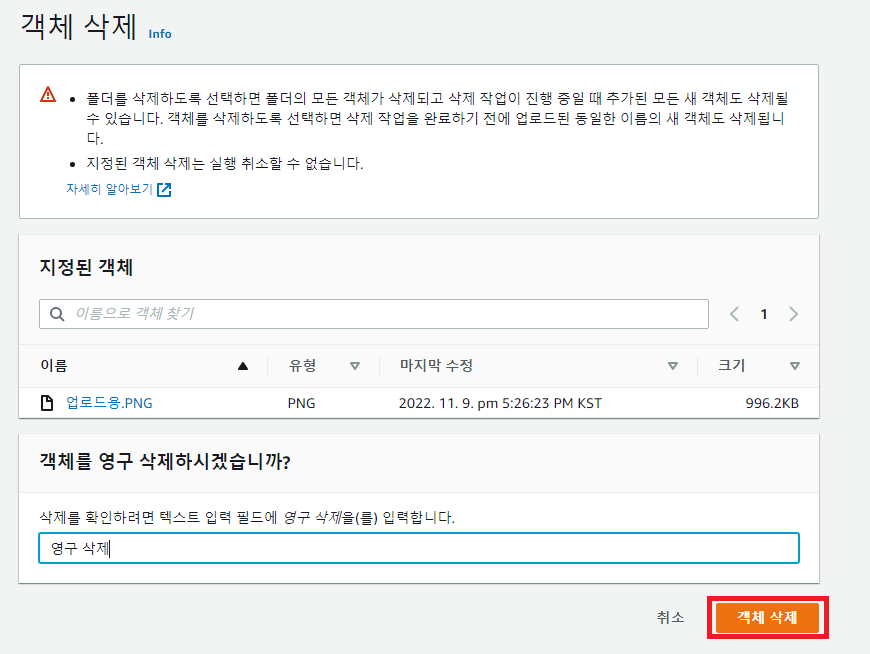 객체 삭제 Info
폴더를 삭제하도록 선택하면 폴더의 모든 객체가 삭제되고 삭제 작업이 진행 중일 때 추가된 모든 새 객체도 삭제될
수 있습니다. 객체를 삭제하도록 선택하면 삭제 작업을 완료하기 전에 업로드된 동일한 이름의 새 객체도 삭제됩니
다.
지정된 객체 삭제는 실행 취소할 수 없습니다.
자세히 알아보기
지정된 객체
이름으로 객체 찾기 1
이름 유형 마지막 수정 크기
업로드용.PNG PNG 2022. 11. 9. pm 5:26:23 PM KST 996.2KB
객체를 영구 삭제하시겠습니까?
삭제를 확인하려면 텍스트 입력 필드에 영구 삭제을(를) 입력합니다.
영구 삭제
취소 객체 삭제